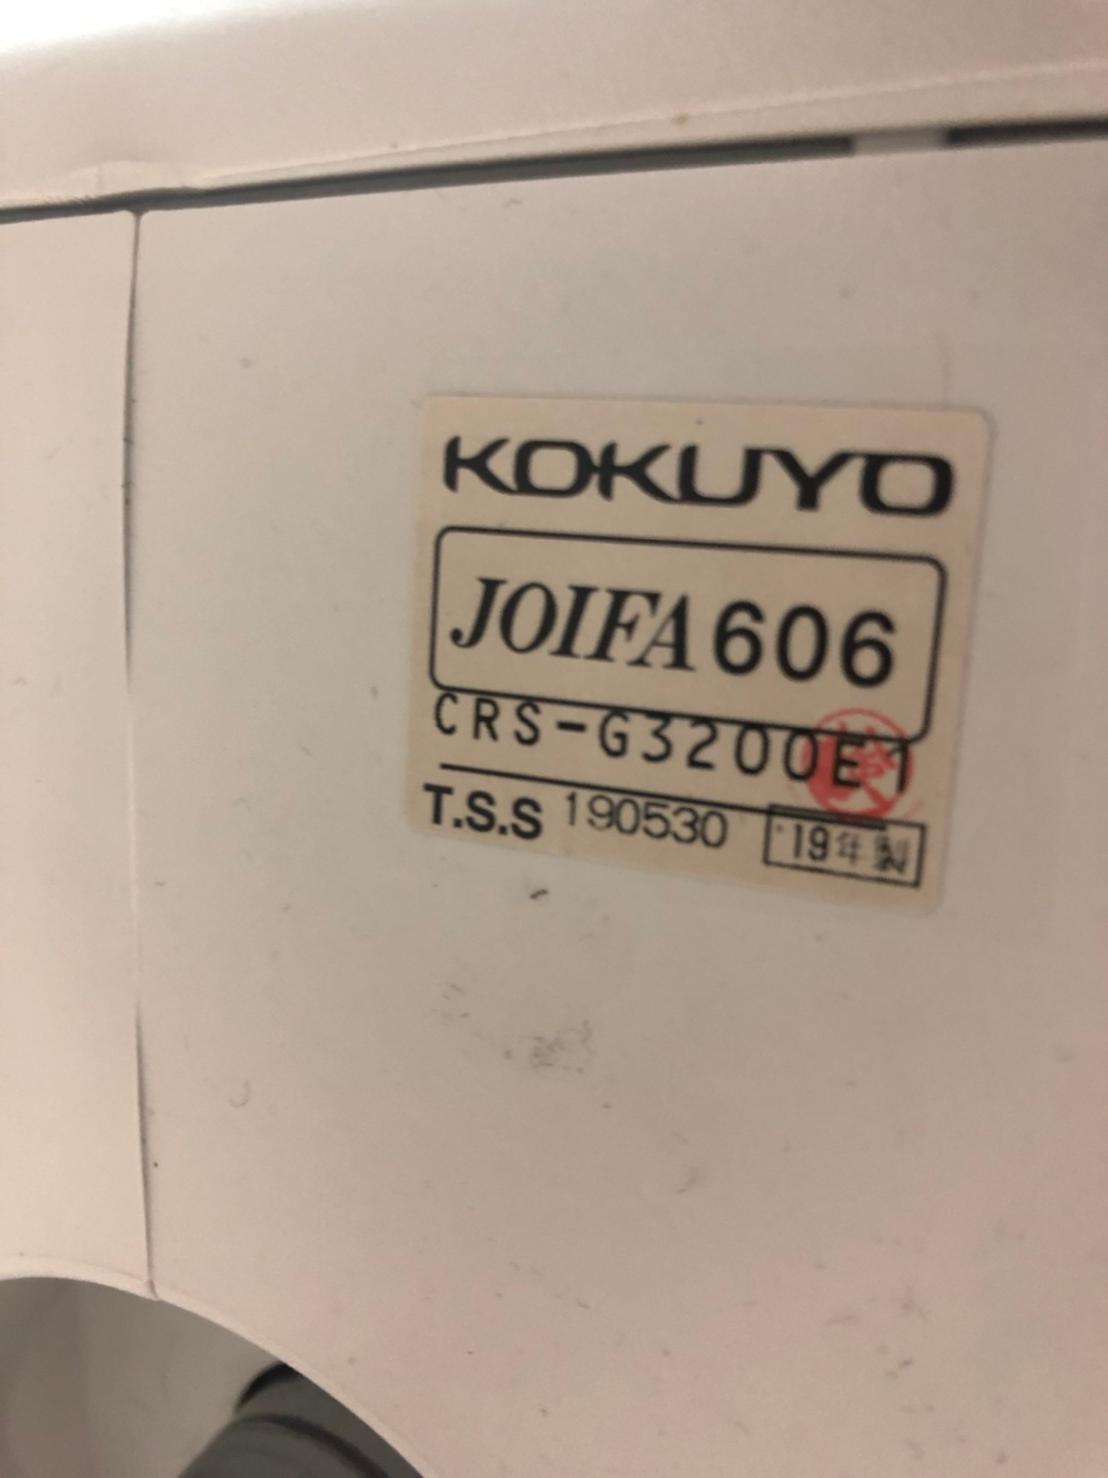 KOKUYO
JOIFA 606
CRS-G3200E1
T.S.S 190530 '19年製